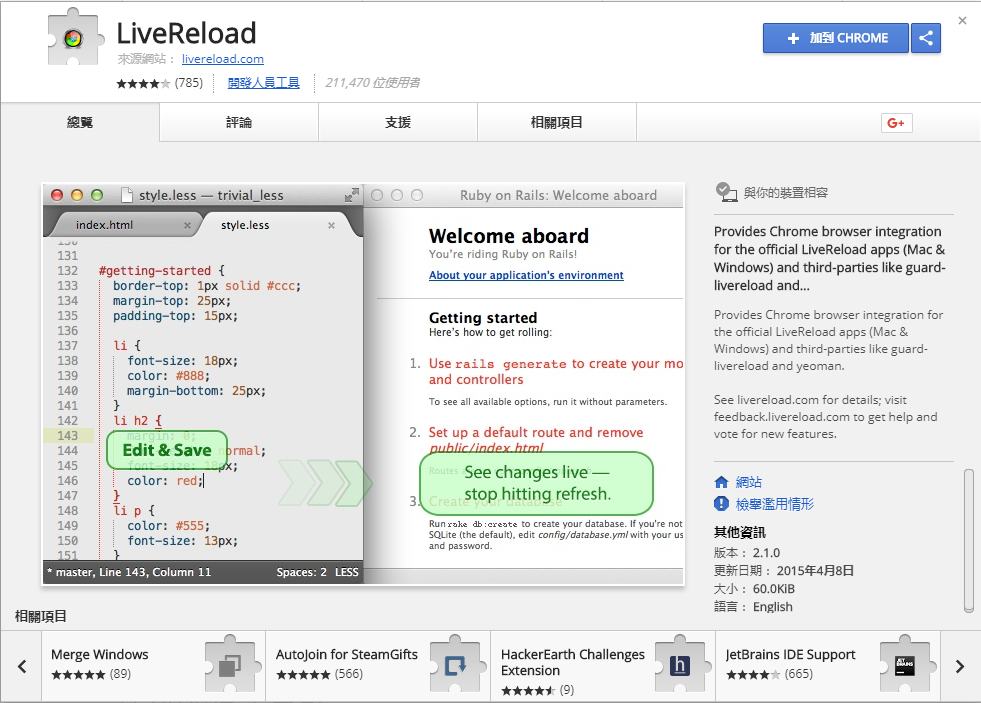 LiveReload
來源網站： livereload.com
(785) 開發人員工具 211,470 位使用者
加到 CHROME
總覽 評論 支援 相關項目
G+
style.less — trivial_less
index.html × style.less ×
130
131
132 #getting-started {
133 border-top: 1px solid #ccc;
134 margin-top: 25px;
135 padding-top: 15px;
136
137 li {
138 font-size: 18px;
139 color: #888;
140 margin-bottom: 25px;
141 }
142 li h2 {
143 margin: 0;
144 normal;
145 font-size: 18px;
146 color: red;
147 }
148 li p {
149 color: #555;
150 font-size: 13px;
151 }
Edit & Save
* master, Line 143, Column 11 Spaces: 2 LESS
Ruby on Rails: Welcome aboard
Welcome aboard
You're riding Ruby on Rails!
About your application's environment
Getting started
Here's how to get rolling:
1. Use rails generate to create your mo
and controllers
To see all available options, run it without parameters.
2. Set up a default route and remove
public/index.html
Routes
See changes live —
stop hitting refresh.
3. Create your database
Run rake db:create to create your database. If you're not
SQLite (the default), edit config/database.yml with your us
and password.
與你的裝置相容
Provides Chrome browser integration
for the official LiveReload apps (Mac &
Windows) and third-parties like guard-
livereload and...
Provides Chrome browser integration for
the official LiveReload apps (Mac &
Windows) and third-parties like guard-
livereload and yeoman.
See livereload.com for details; visit
feedback.livereload.com to get help and
vote for new features.
網站
檢舉濫用情形
其他資訊
版本： 2.1.0
更新日期： 2015年4月8日
大小： 60.0KiB
語言： English
相關項目
Merge Windows
(89)
AutoJoin for SteamGifts
(566)
HackerEarth Challenges
Extension
(9)
h
JetBrains IDE Support
(665)
JET
BRAINS